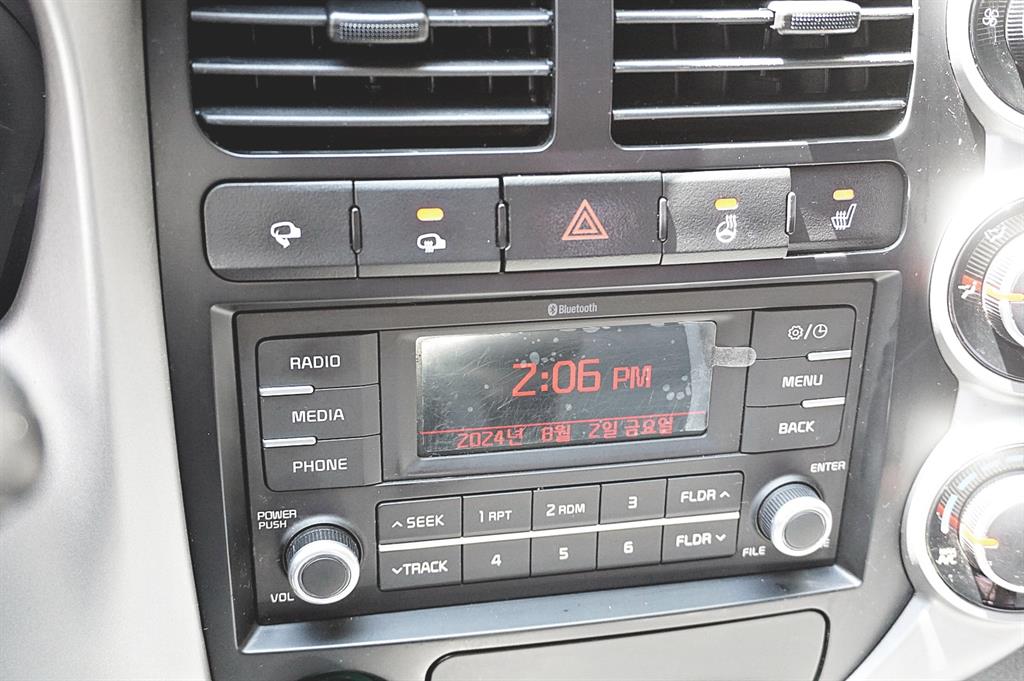 Bluetooth
RADIO
MEDIA
PHONE
2:06 PM
2024년 8월 2일 금요일
MENU
BACK
POWER
PUSH
VOL
SEEK
1 RPT
2 RDM
3
FLDR
TRACK
4
5
6
FLDR
ENTER
FILE